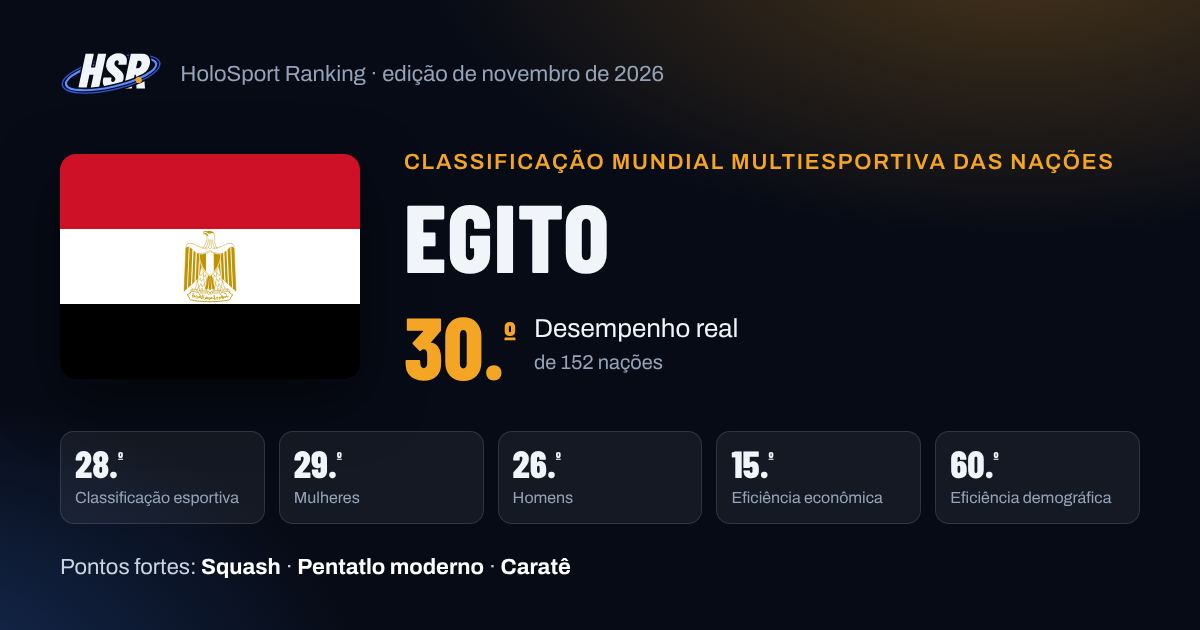 HSR
HoloSport Ranking · edição de novembro de 2026
CLASSIFICAÇÃO MUNDIAL MULTIESPORTIVA DAS NAÇÕES
EGITO
30.º
Desempenho real
de 152 nações
28.º
Classificação esportiva
29.º
Mulheres
26.º
Homens
15.º
Eficiência econômica
60.º
Eficiência demográfica
Pontos fortes: Squash · Pentatlo moderno · Caratê